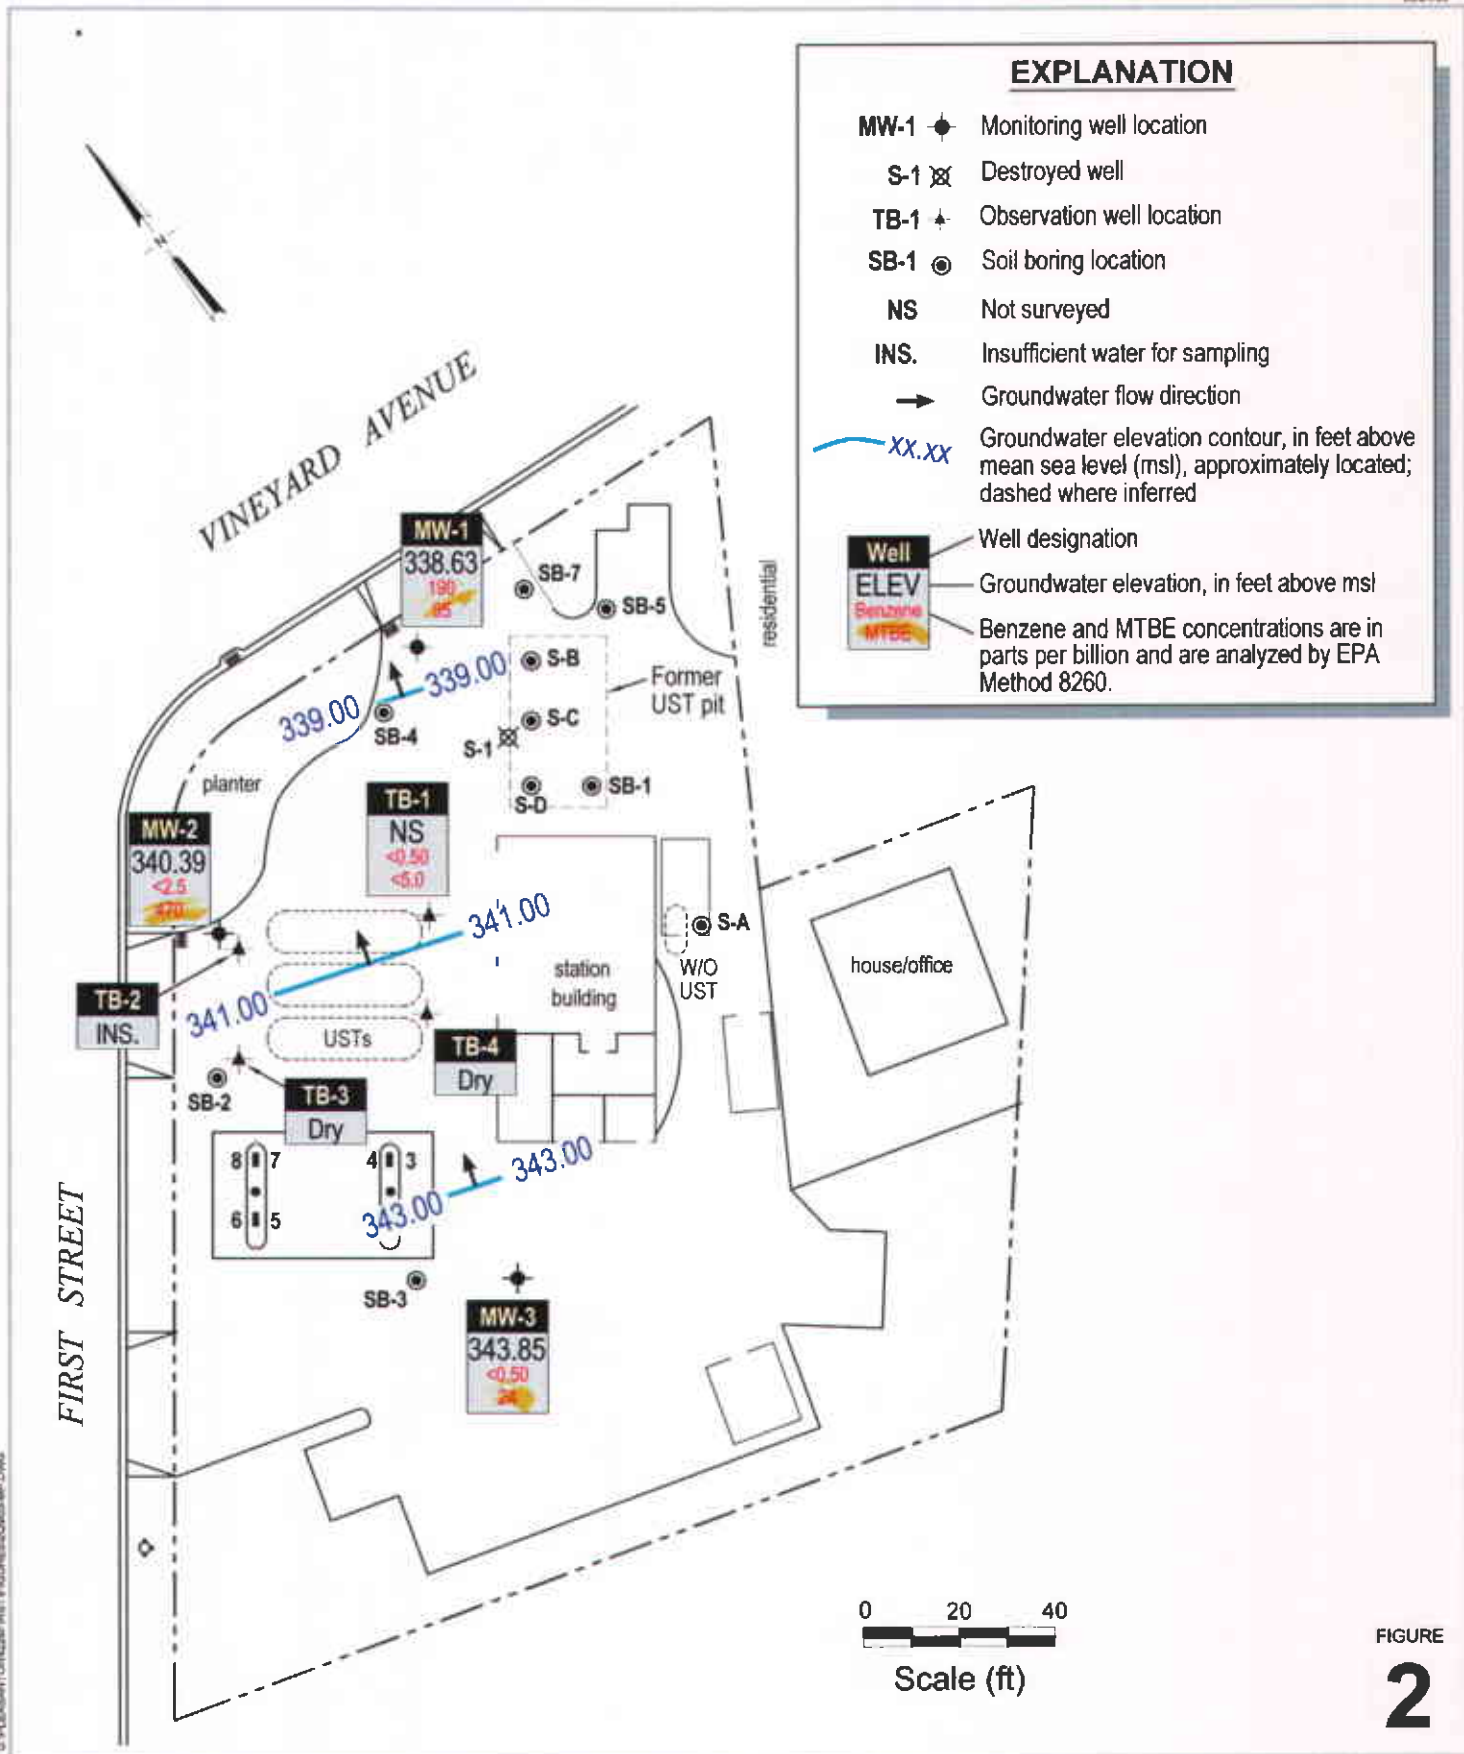 EXPLANATION
MW-1 Monitoring well location
S-1 Destroyed well
TB-1 Observation well location
SB-1 Soil boring location
NS Not surveyed
INS. Insufficient water for sampling
Groundwater flow direction
XX.XX Groundwater elevation contour, in feet above
mean sea level (msl), approximately located;
dashed where inferred
Well
ELEV
Benzene
MTBE
Well designation
Groundwater elevation, in feet above msl
Benzene and MTBE concentrations are in
parts per billion and are analyzed by EPA
Method 8260.
N
VINEYARD AVENUE
MW-1
338.63
190
95
SB-7
SB-5
residential
S-B
Former
UST pit
339.00
339.00
SB-4
S-C
S-1
S-D
SB-1
planter
TB-1
NS
<0.50
<5.0
MW-2
340.39
<2.5
470
341.00
341.00
S-A
W/O
UST
station
building
house/office
TB-2
INS.
USTs
TB-4
Dry
SB-2
TB-3
Dry
8 7
4 3
6 5
343.00
343.00
SB-3
MW-3
343.85
<0.50
FIRST STREET
0 20 40
Scale (ft)
FIGURE
2